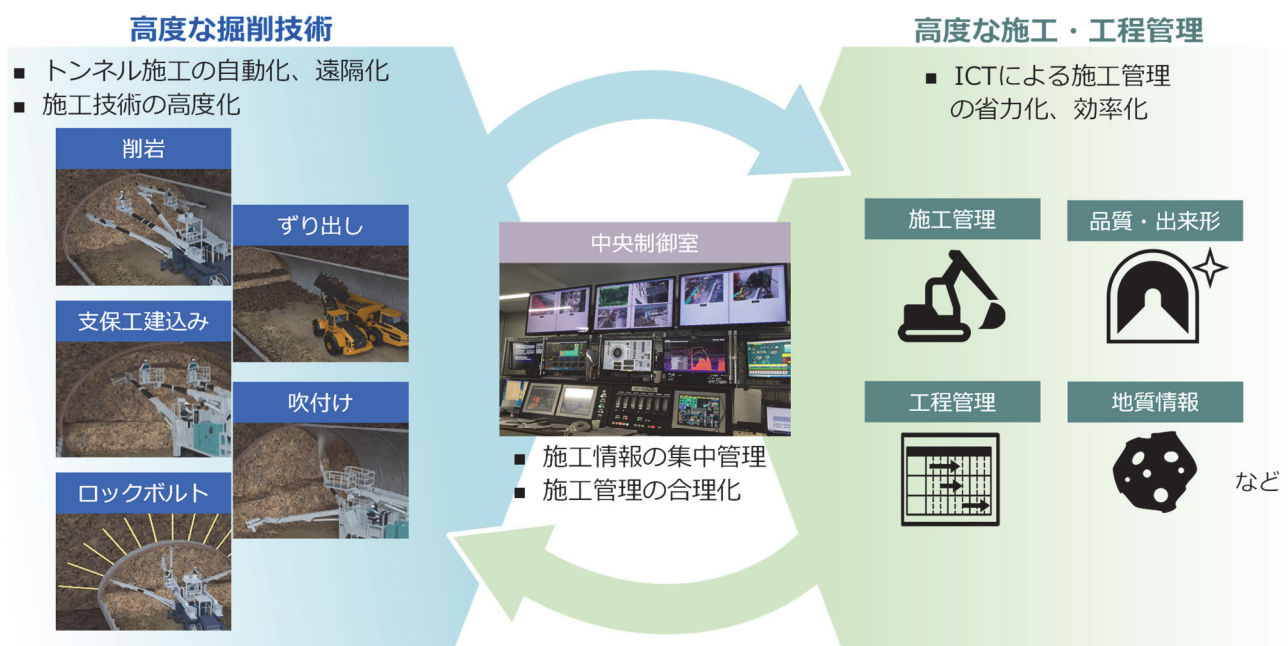 高度な掘削技術
■ トンネル施工の自動化、遠隔化
■ 施工技術の高度化
削岩
ずり出し
支保工建込み
吹付け
ロックボルト
中央制御室
■ 施工情報の集中管理
■ 施工管理の合理化
高度な施工・工程管理
■ ICTによる施工管理
の省力化、効率化
施工管理
品質・出来形
工程管理
地質情報
など